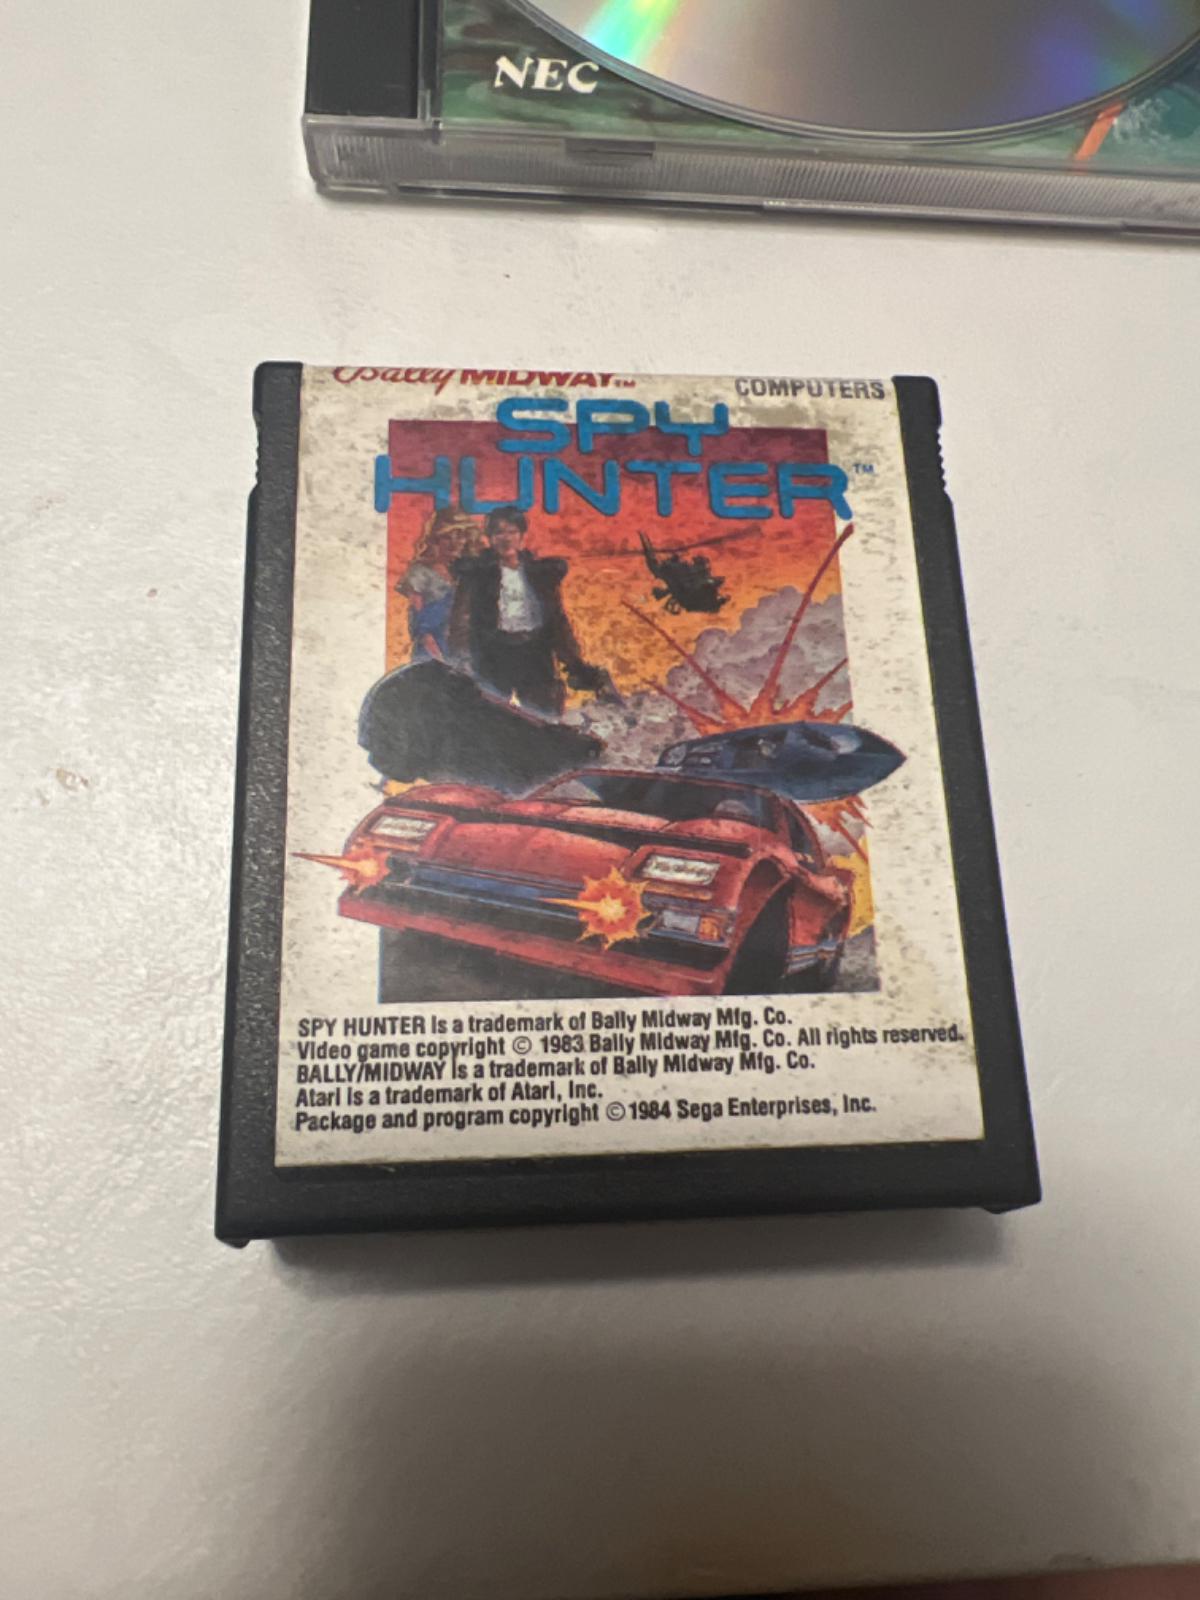 NEC
Bally MIDWAY™
COMPUTERS
SPY
HUNTER™
SPY HUNTER is a trademark of Bally Midway Mfg. Co.
Video game copyright © 1983 Bally Midway Mfg. Co. All rights reserved.
BALLY/MIDWAY is a trademark of Bally Midway Mfg. Co.
Atari is a trademark of Atari, Inc.
Package and program copyright © 1984 Sega Enterprises, Inc.